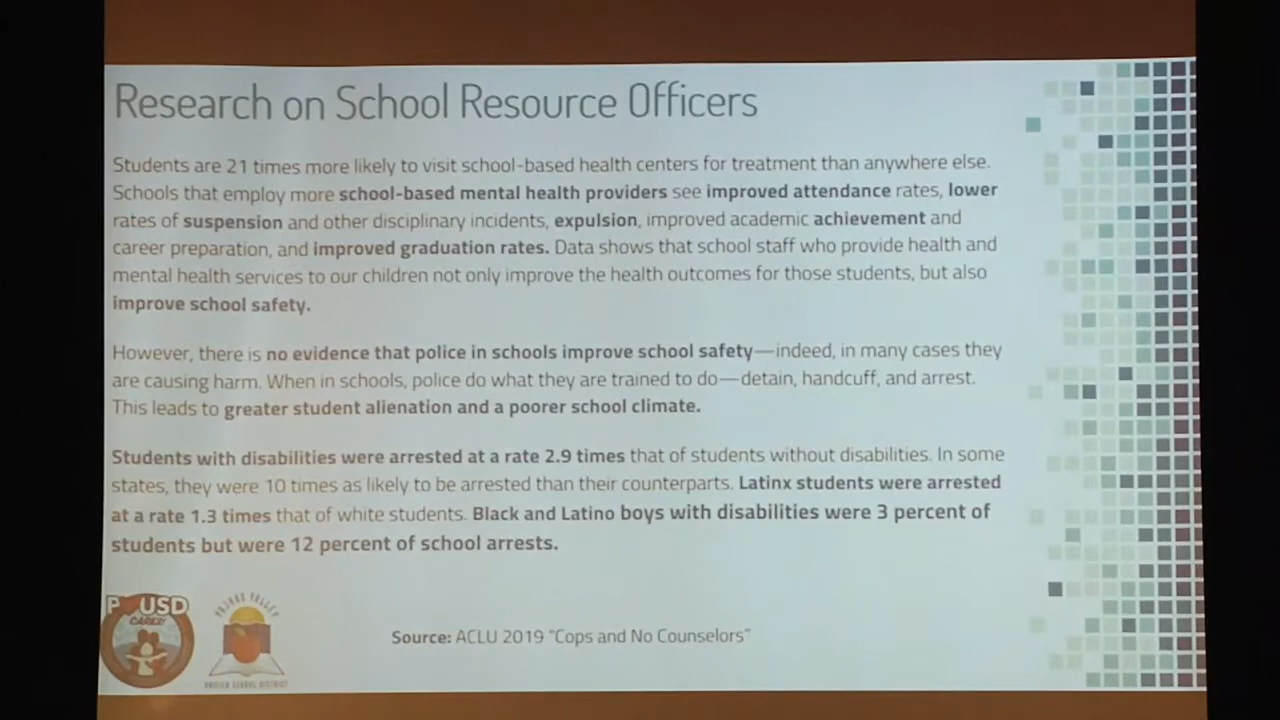 Research on School Resource Officers
Students are 21 times more likely to visit school-based health centers for treatment than anywhere else.
Schools that employ more school-based mental health providers see improved attendance rates, lower
rates of suspension and other disciplinary incidents, expulsion, improved academic achievement and
career preparation, and improved graduation rates. Data shows that school staff who provide health and
mental health services to our children not only improve the health outcomes for those students, but also
improve school safety.
However, there is no evidence that police in schools improve school safety—indeed, in many cases they
are causing harm. When in schools, police do what they are trained to do—detain, handcuff, and arrest.
This leads to greater student alienation and a poorer school climate.
Students with disabilities were arrested at a rate 2.9 times that of students without disabilities. In some
states, they were 10 times as likely to be arrested than their counterparts. Latinx students were arrested
at a rate 1.3 times that of white students. Black and Latino boys with disabilities were 3 percent of
students but were 12 percent of school arrests.
P USD
CARES!
PAJARO VALLEY
UNIFIED SCHOOL DISTRICT
Source: ACLU 2019 "Cops and No Counselors"